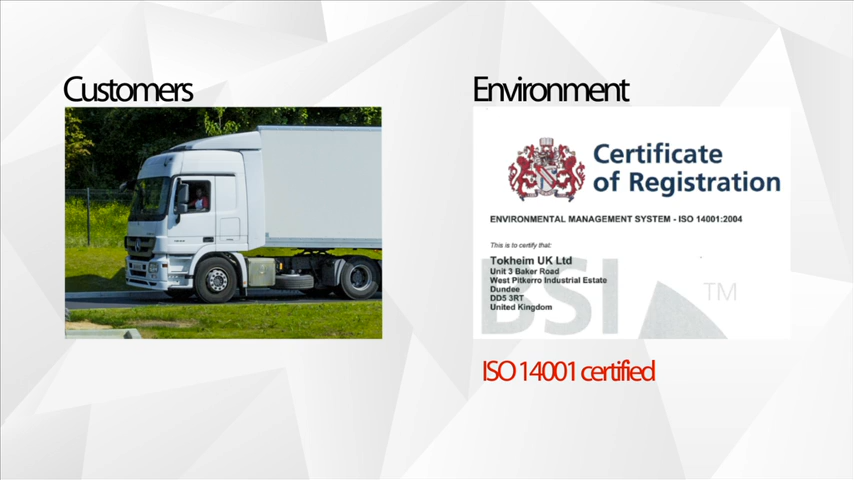 Customers
Environment
Certificate
of Registration
ENVIRONMENTAL MANAGEMENT SYSTEM - ISO 14001:2004
This is to certify that:
Tokheim UK Ltd
Unit 3 Baker Road
West Pitkerro Industrial Estate
Dundee
DD5 3RT
United Kingdom
BSI
TM
ISO 14001 certified